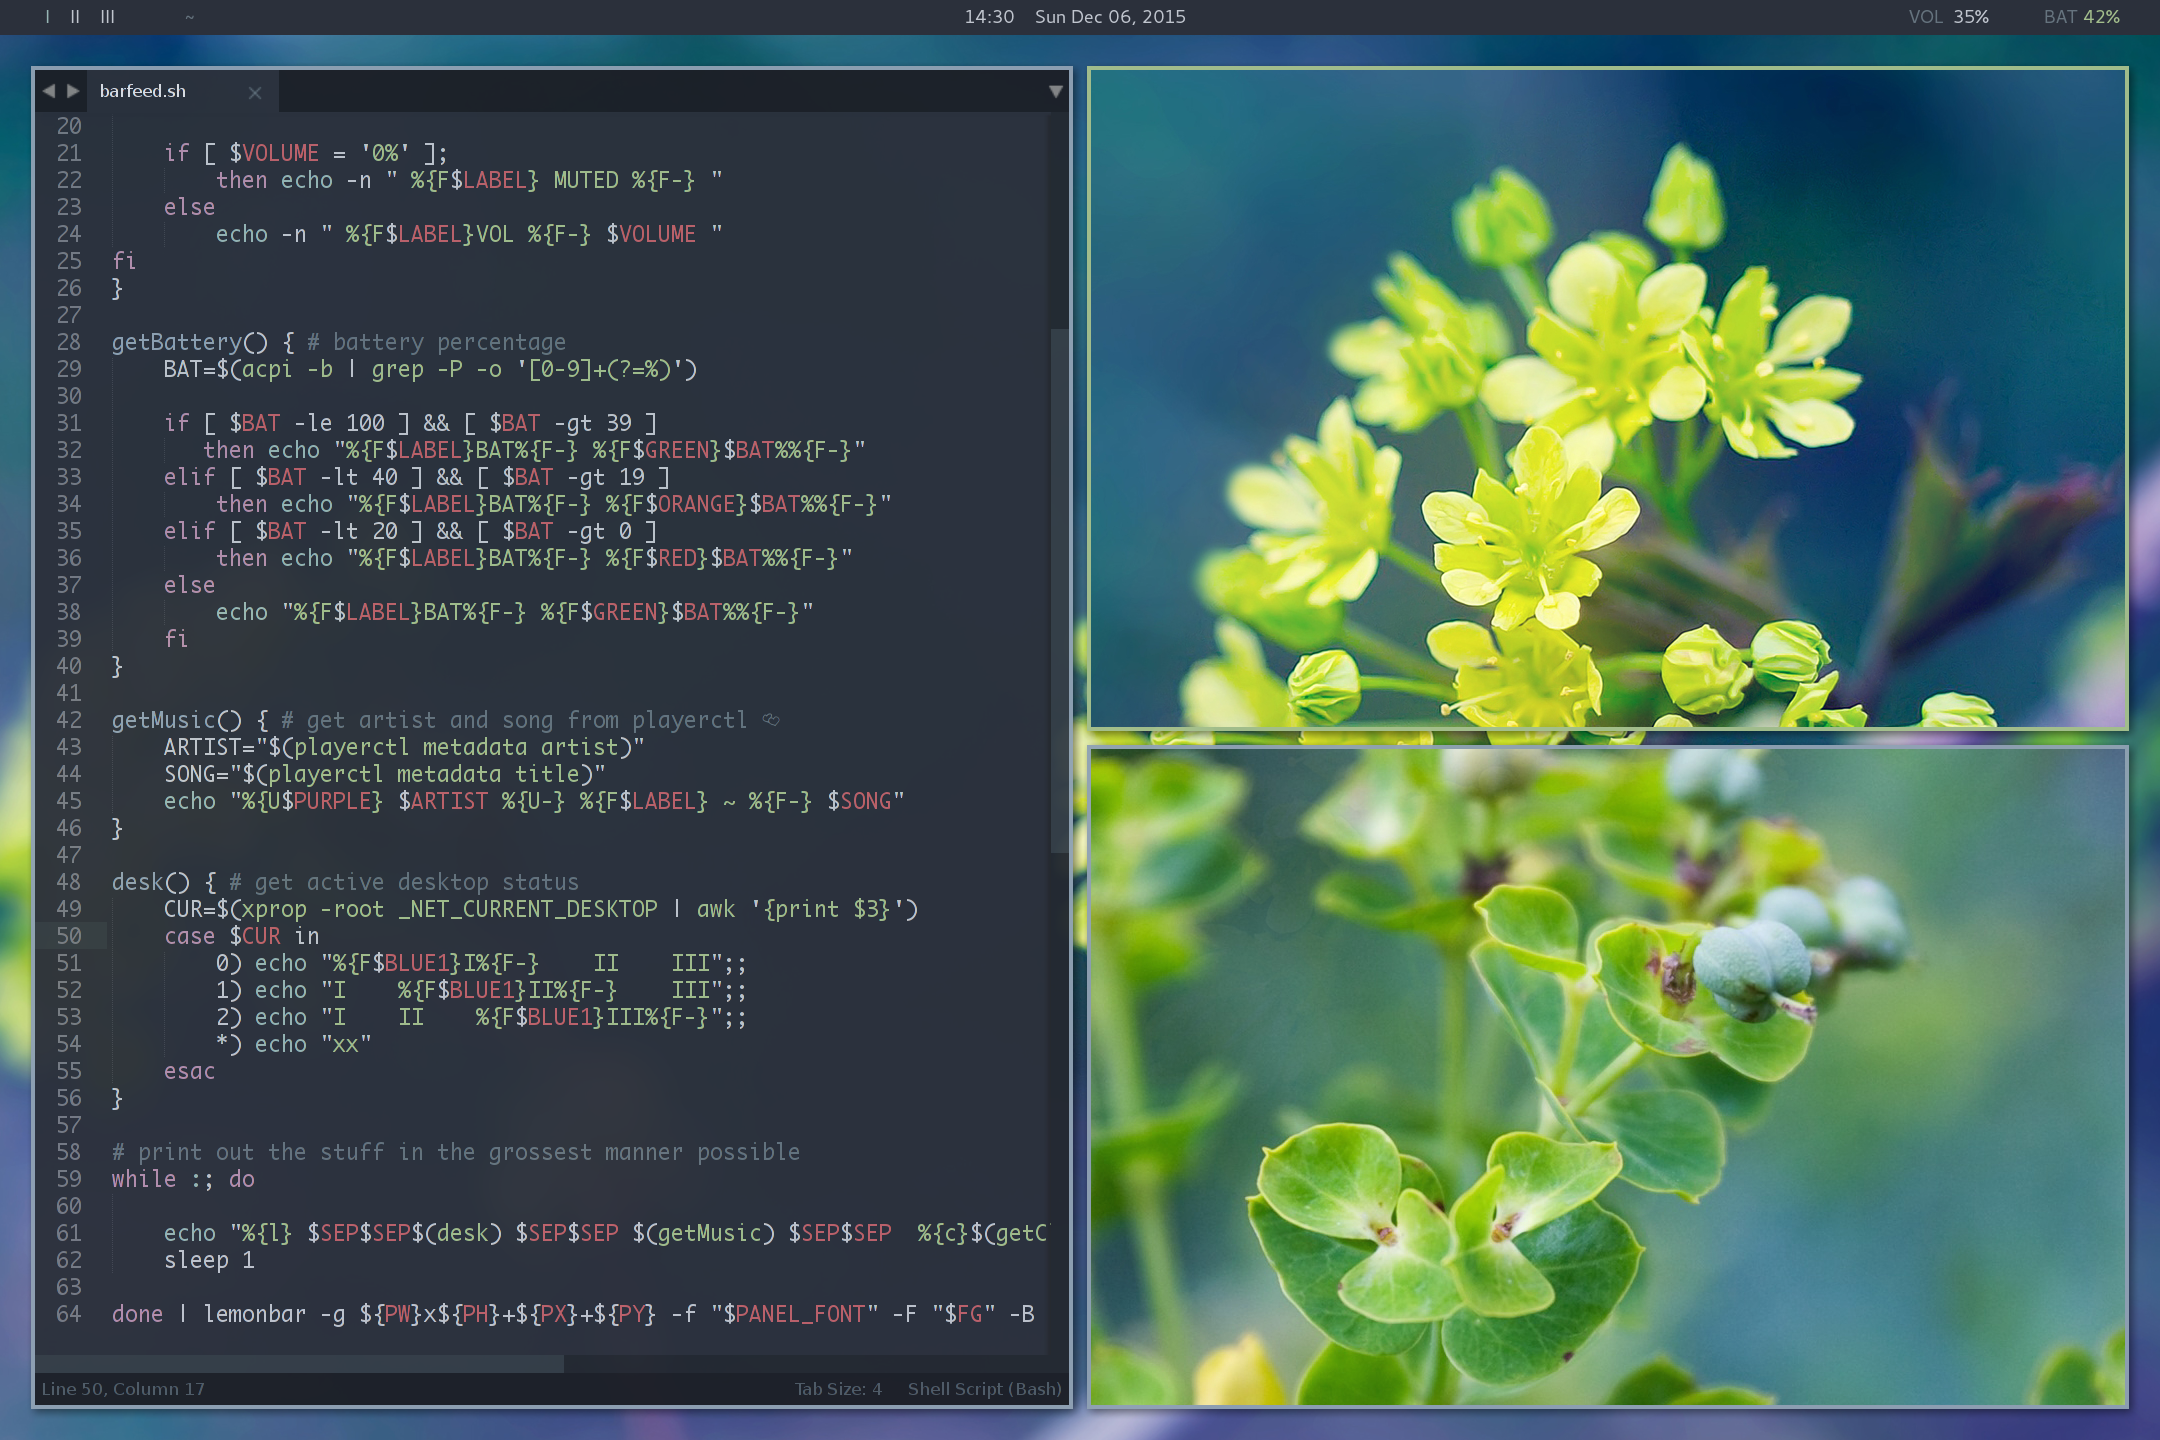 I II III ~ 14:30 Sun Dec 06, 2015 VOL 35% BAT 42%
barfeed.sh
20
21     if [ $VOLUME = '0%' ];
22         then echo -n " %{F$LABEL} MUTED %{F-} "
23     else
24         echo -n " %{F$LABEL}VOL %{F-} $VOLUME "
25 fi
26 }
27
28 getBattery() { # battery percentage
29     BAT=$(acpi -b | grep -P -o '[0-9]+(?=%)')
30
31     if [ $BAT -le 100 ] && [ $BAT -gt 39 ]
32        then echo "%{F$LABEL}BAT%{F-} %{F$GREEN}$BAT%%{F-}"
33     elif [ $BAT -lt 40 ] && [ $BAT -gt 19 ]
34         then echo "%{F$LABEL}BAT%{F-} %{F$ORANGE}$BAT%%{F-}"
35     elif [ $BAT -lt 20 ] && [ $BAT -gt 0 ]
36         then echo "%{F$LABEL}BAT%{F-} %{F$RED}$BAT%%{F-}"
37     else
38         echo "%{F$LABEL}BAT%{F-} %{F$GREEN}$BAT%%{F-}"
39     fi
40 }
41
42 getMusic() { # get artist and song from playerctl
43     ARTIST="$(playerctl metadata artist)"
44     SONG="$(playerctl metadata title)"
45     echo "%{U$PURPLE} $ARTIST %{U-} %{F$LABEL} ~ %{F-} $SONG"
46 }
47
48 desk() { # get active desktop status
49     CUR=$(xprop -root _NET_CURRENT_DESKTOP | awk '{print $3}')
50     case $CUR in
51         0) echo "%{F$BLUE1}I%{F-}    II    III";;
52         1) echo "I    %{F$BLUE1}II%{F-}    III";;
53         2) echo "I    II    %{F$BLUE1}III%{F-}";;
54         *) echo "xx"
55     esac
56 }
57
58 # print out the stuff in the grossest manner possible
59 while :; do
60
61     echo "%{l} $SEP$SEP$(desk) $SEP$SEP $(getMusic) $SEP$SEP  %{c}$(getC
62     sleep 1
63
64 done | lemonbar -g ${PW}x${PH}+${PX}+${PY} -f "$PANEL_FONT" -F "$FG" -B
Line 50, Column 17 Tab Size: 4 Shell Script (Bash)